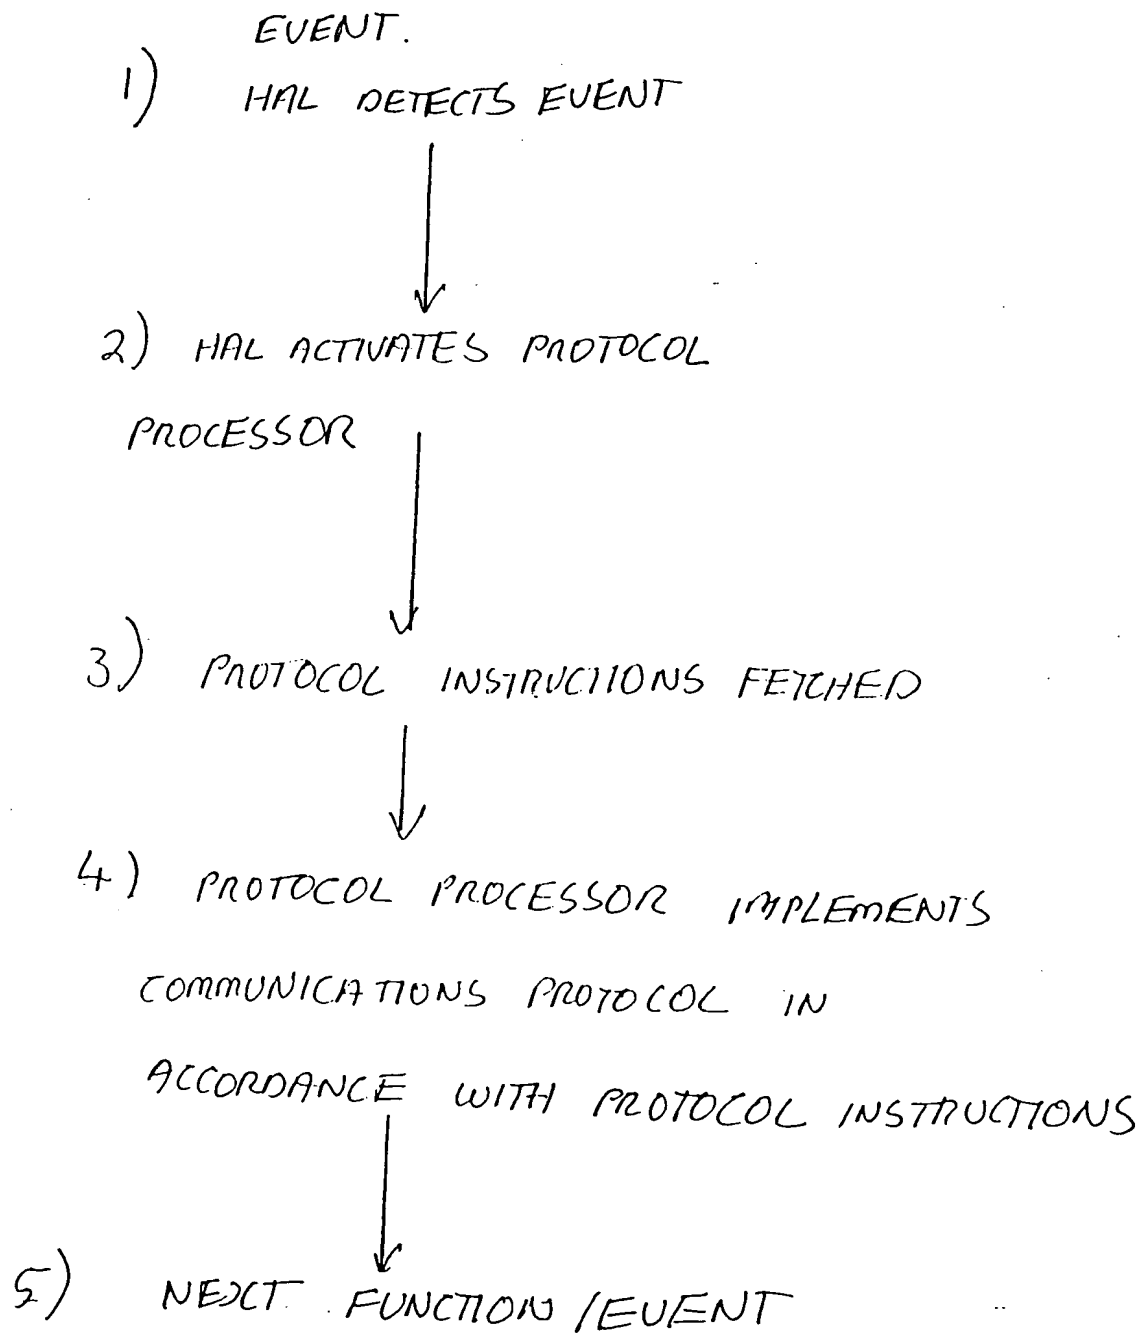 EVENT.
1) HAL DETECTS EVENT
2) HAL ACTIVATES PROTOCOL
PROCESSOR
3) PROTOCOL INSTRUCTIONS FETCHED
4) PROTOCOL PROCESSOR IMPLEMENTS
COMMUNICATIONS PROTOCOL IN
ACCORDANCE WITH PROTOCOL INSTRUCTIONS
5) NEXT FUNCTION/EVENT